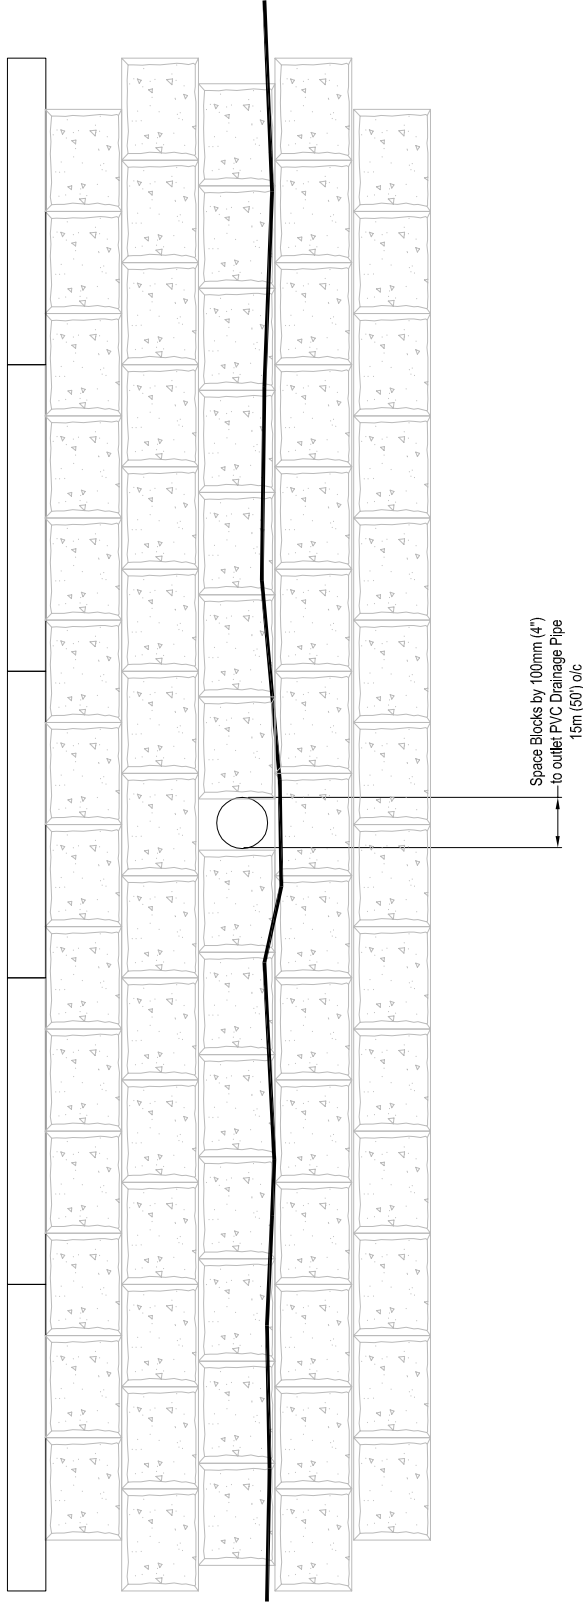 Space Blocks by 100mm (4")
to outlet PVC Drainage Pipe
15m (50') o/c